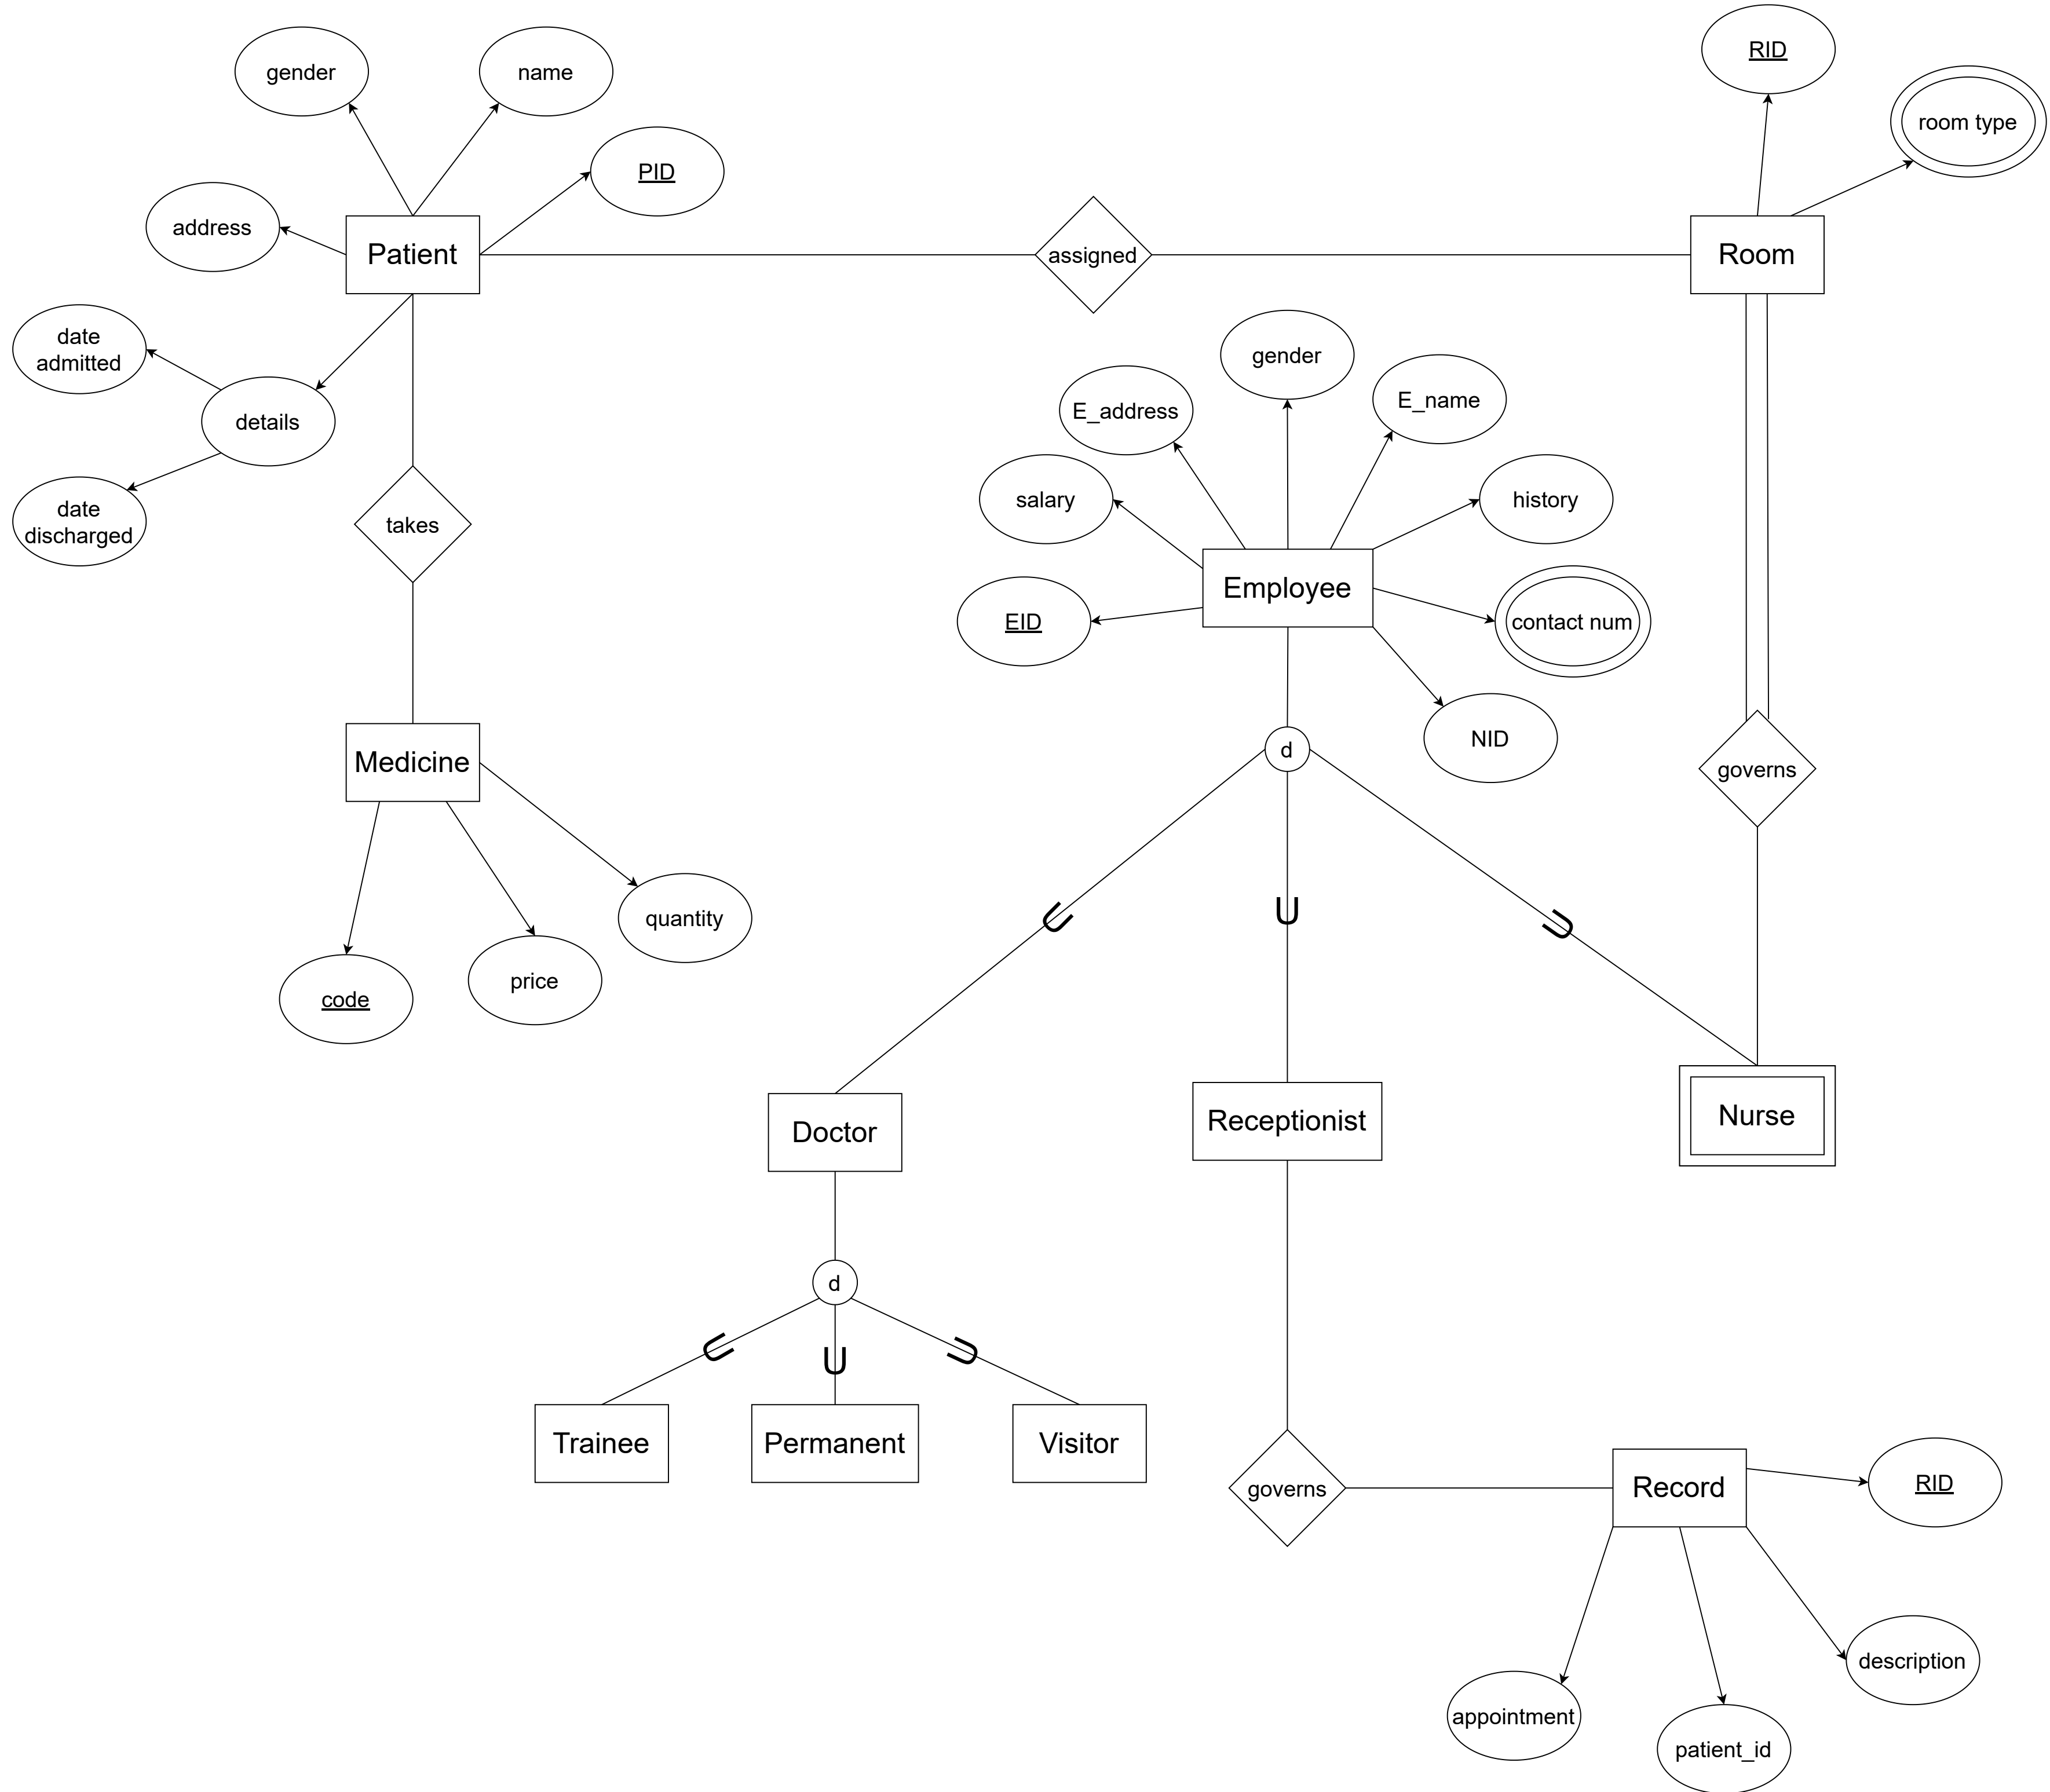 RID
gender
name
room type
PID
address
Patient
assigned
Room
date
admitted
gender
E_name
E_address
details
salary
history
date
discharged
takes
Employee
EID
contact num
NID
d
Medicine
governs
quantity
price
code
U
U
U
Doctor
Receptionist
Nurse
d
U
U
U
Trainee
Permanent
Visitor
governs
Record
RID
description
appointment
patient_id